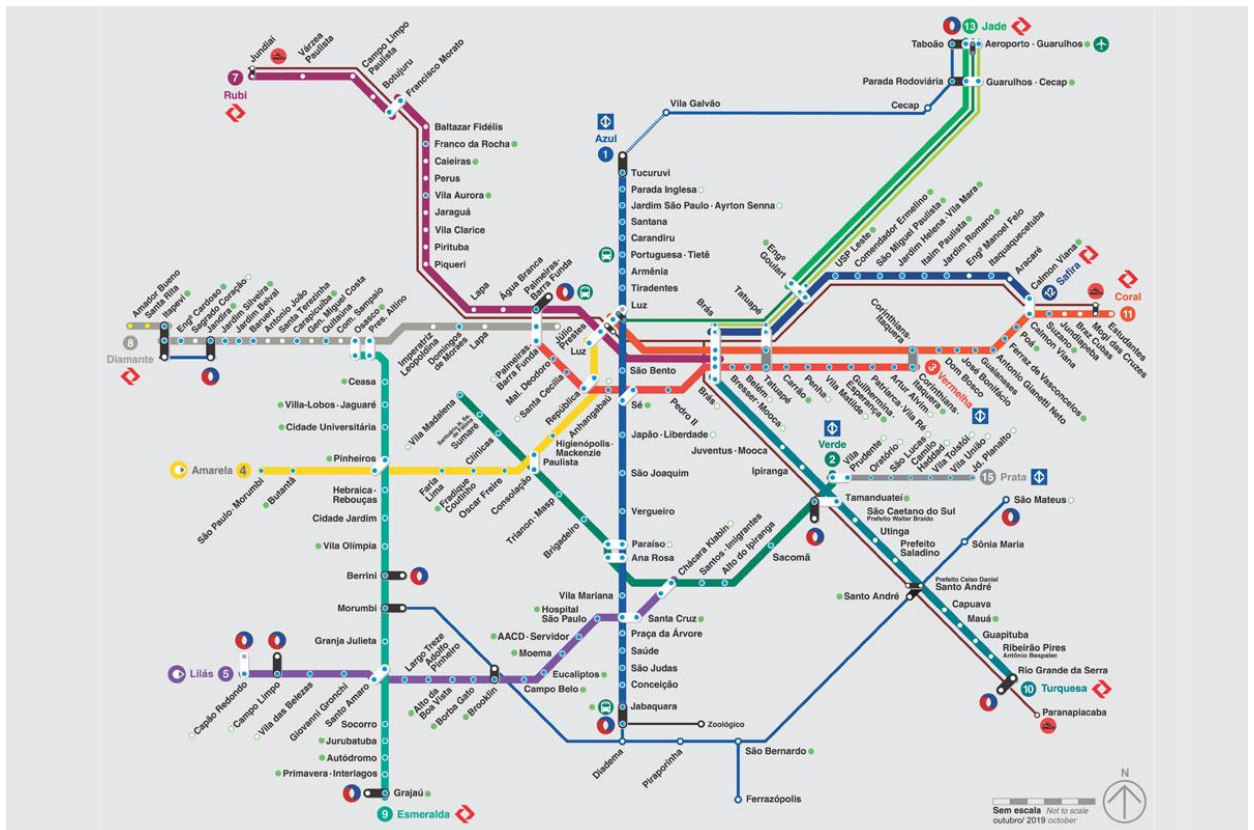 Jundiaí
Várzea
Paulista
Campo Limpo
Paulista
Botujuru
Francisco Morato
7
Rubi
Baltazar Fidélis
Franco da Rocha
Caieiras
Perus
Vila Aurora
Jaraguá
Vila Clarice
Pirituba
Piqueri
Lapa
Água Branca
Palmeiras-
Barra Funda
13 Jade
Taboão
Aeroporto · Guarulhos
Parada Rodoviária
Guarulhos · Cecap
Cecap
Vila Galvão
Azul
1
Tucuruvi
Parada Inglesa
Jardim São Paulo · Ayrton Senna
Santana
Carandiru
Portuguesa · Tietê
Armênia
Tiradentes
Luz
Engº
Goulart
USP Leste
Comendador Ermelino
São Miguel Paulista
Jardim Helena · Vila Mara
Itaim Paulista
Jardim Romano
Engº Manoel Feio
Itaquaquecetuba
Aracaré
Calmon Viana
12 Safira
Coral
11
Brás
Tatuapé
Corinthians
Itaquera
Amador Bueno
Santa Rita
Itapevi
Engº Cardoso
Sagrado Coração
Jandira
Jardim Silveira
Jardim Belval
Barueri
Antonio João
Santa Terezinha
Carapicuíba
Gen. Miguel Costa
Quitaúna
Com. Sampaio
Osasco
Pres. Altino
8
Diamante
Imperatriz
Leopoldina
Domingos
de Moraes
Lapa
Palmeiras-
Barra Funda
Júlio
Prestes
Luz
Mal. Deodoro
Santa Cecília
República
Anhangabaú
São Bento
Sé
Pedro II
Brás
Bresser · Mooca
Belém
Tatuapé
Carrão
Penha
Vila Matilde
Guilhermina ·
Esperança
Patriarca · Vila Ré
Artur Alvim
Corinthians-
Itaquera
3 Vermelha
Dom Bosco
José Bonifácio
Guaianases
Antonio Gianetti Neto
Ferraz de Vasconcelos
Poá
Calmon Viana
Suzano
Jundiapeba
Braz Cubas
Mogi das Cruzes
Estudantes
Ceasa
Villa-Lobos · Jaguaré
Cidade Universitária
Pinheiros
Hebraica ·
Rebouças
Cidade Jardim
Vila Olímpia
Berrini
Morumbi
Granja Julieta
Santo Amaro
Socorro
Jurubatuba
Autódromo
Primavera · Interlagos
Grajaú
9 Esmeralda
Amarela 4
São Paulo · Morumbi
Butantã
Faria
Lima
Fradique
Coutinho
Oscar Freire
Paulista
Higienópolis-
Mackenzie
Vila Madalena
Santuário N. Sa.
de Fátima
Sumaré
Clínicas
Consolação
Trianon · Masp
Brigadeiro
Paraíso
Ana Rosa
Chácara Klabin
Santos · Imigrantes
Alto do Ipiranga
Sacomã
Japão · Liberdade
São Joaquim
Vergueiro
Vila Mariana
Santa Cruz
Praça da Árvore
Saúde
São Judas
Conceição
Jabaquara
Zoológico
Juventus · Mooca
Ipiranga
Verde
2
Vila
Prudente
Oratório
São Lucas
Camilo
Haddad
Vila Tolstói
Vila União
Jd. Planalto
15 Prata
Tamanduateí
São Caetano do Sul
Prefeito Walter Braido
Utinga
Prefeito
Saladino
Prefeito Celso Daniel
Santo André
Santo André
Capuava
Mauá
Guapituba
Ribeirão Pires
Antônio Bespalec
Rio Grande da Serra
10 Turquesa
Paranapiacaba
São Mateus
Sônia Maria
Lilás 5
Capão Redondo
Campo Limpo
Vila das Belezas
Giovanni Gronchi
Largo Treze
Adolfo
Pinheiro
Alto da
Boa Vista
Borba Gato
Brooklin
Campo Belo
Eucaliptos
Moema
AACD · Servidor
Hospital
São Paulo
Diadema
Piraporinha
São Bernardo
Ferrazópolis
N
Sem escala Not to scale
outubro/ 2019 october